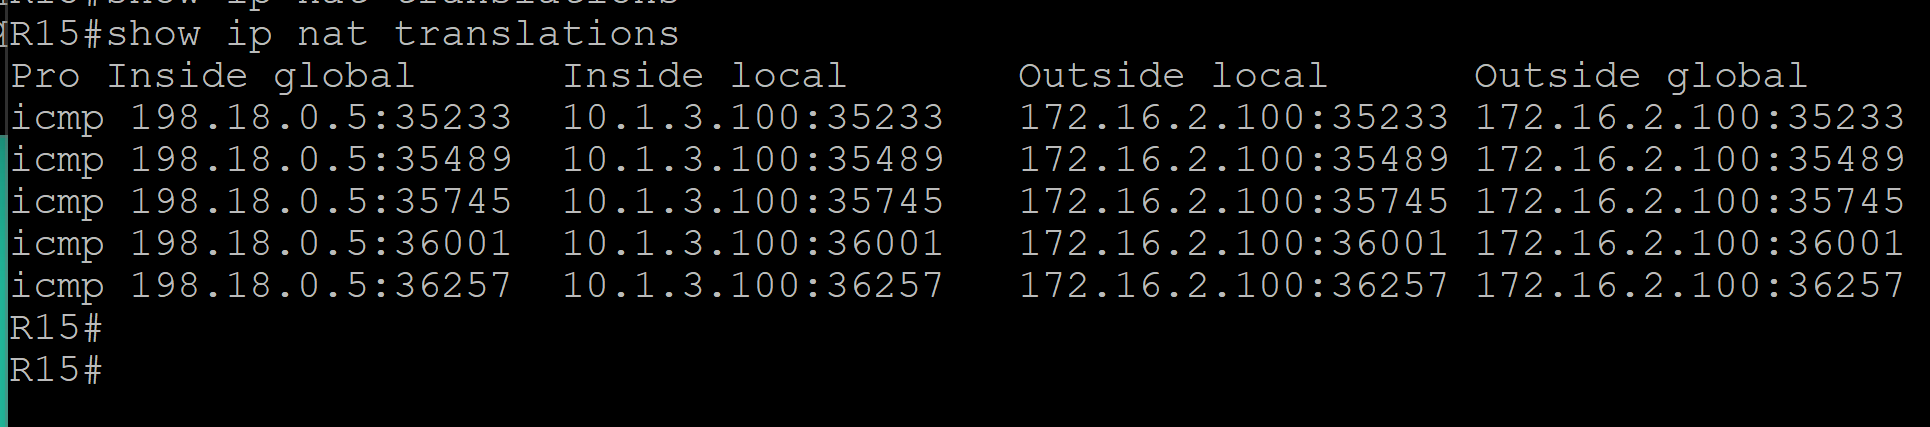 R15#show ip nat translations
R15#show ip nat translations
Pro Inside global Inside local Outside local Outside global
icmp 198.18.0.5:35233 10.1.3.100:35233 172.16.2.100:35233 172.16.2.100:35233
icmp 198.18.0.5:35489 10.1.3.100:35489 172.16.2.100:35489 172.16.2.100:35489
icmp 198.18.0.5:35745 10.1.3.100:35745 172.16.2.100:35745 172.16.2.100:35745
icmp 198.18.0.5:36001 10.1.3.100:36001 172.16.2.100:36001 172.16.2.100:36001
icmp 198.18.0.5:36257 10.1.3.100:36257 172.16.2.100:36257 172.16.2.100:36257
R15#
R15#